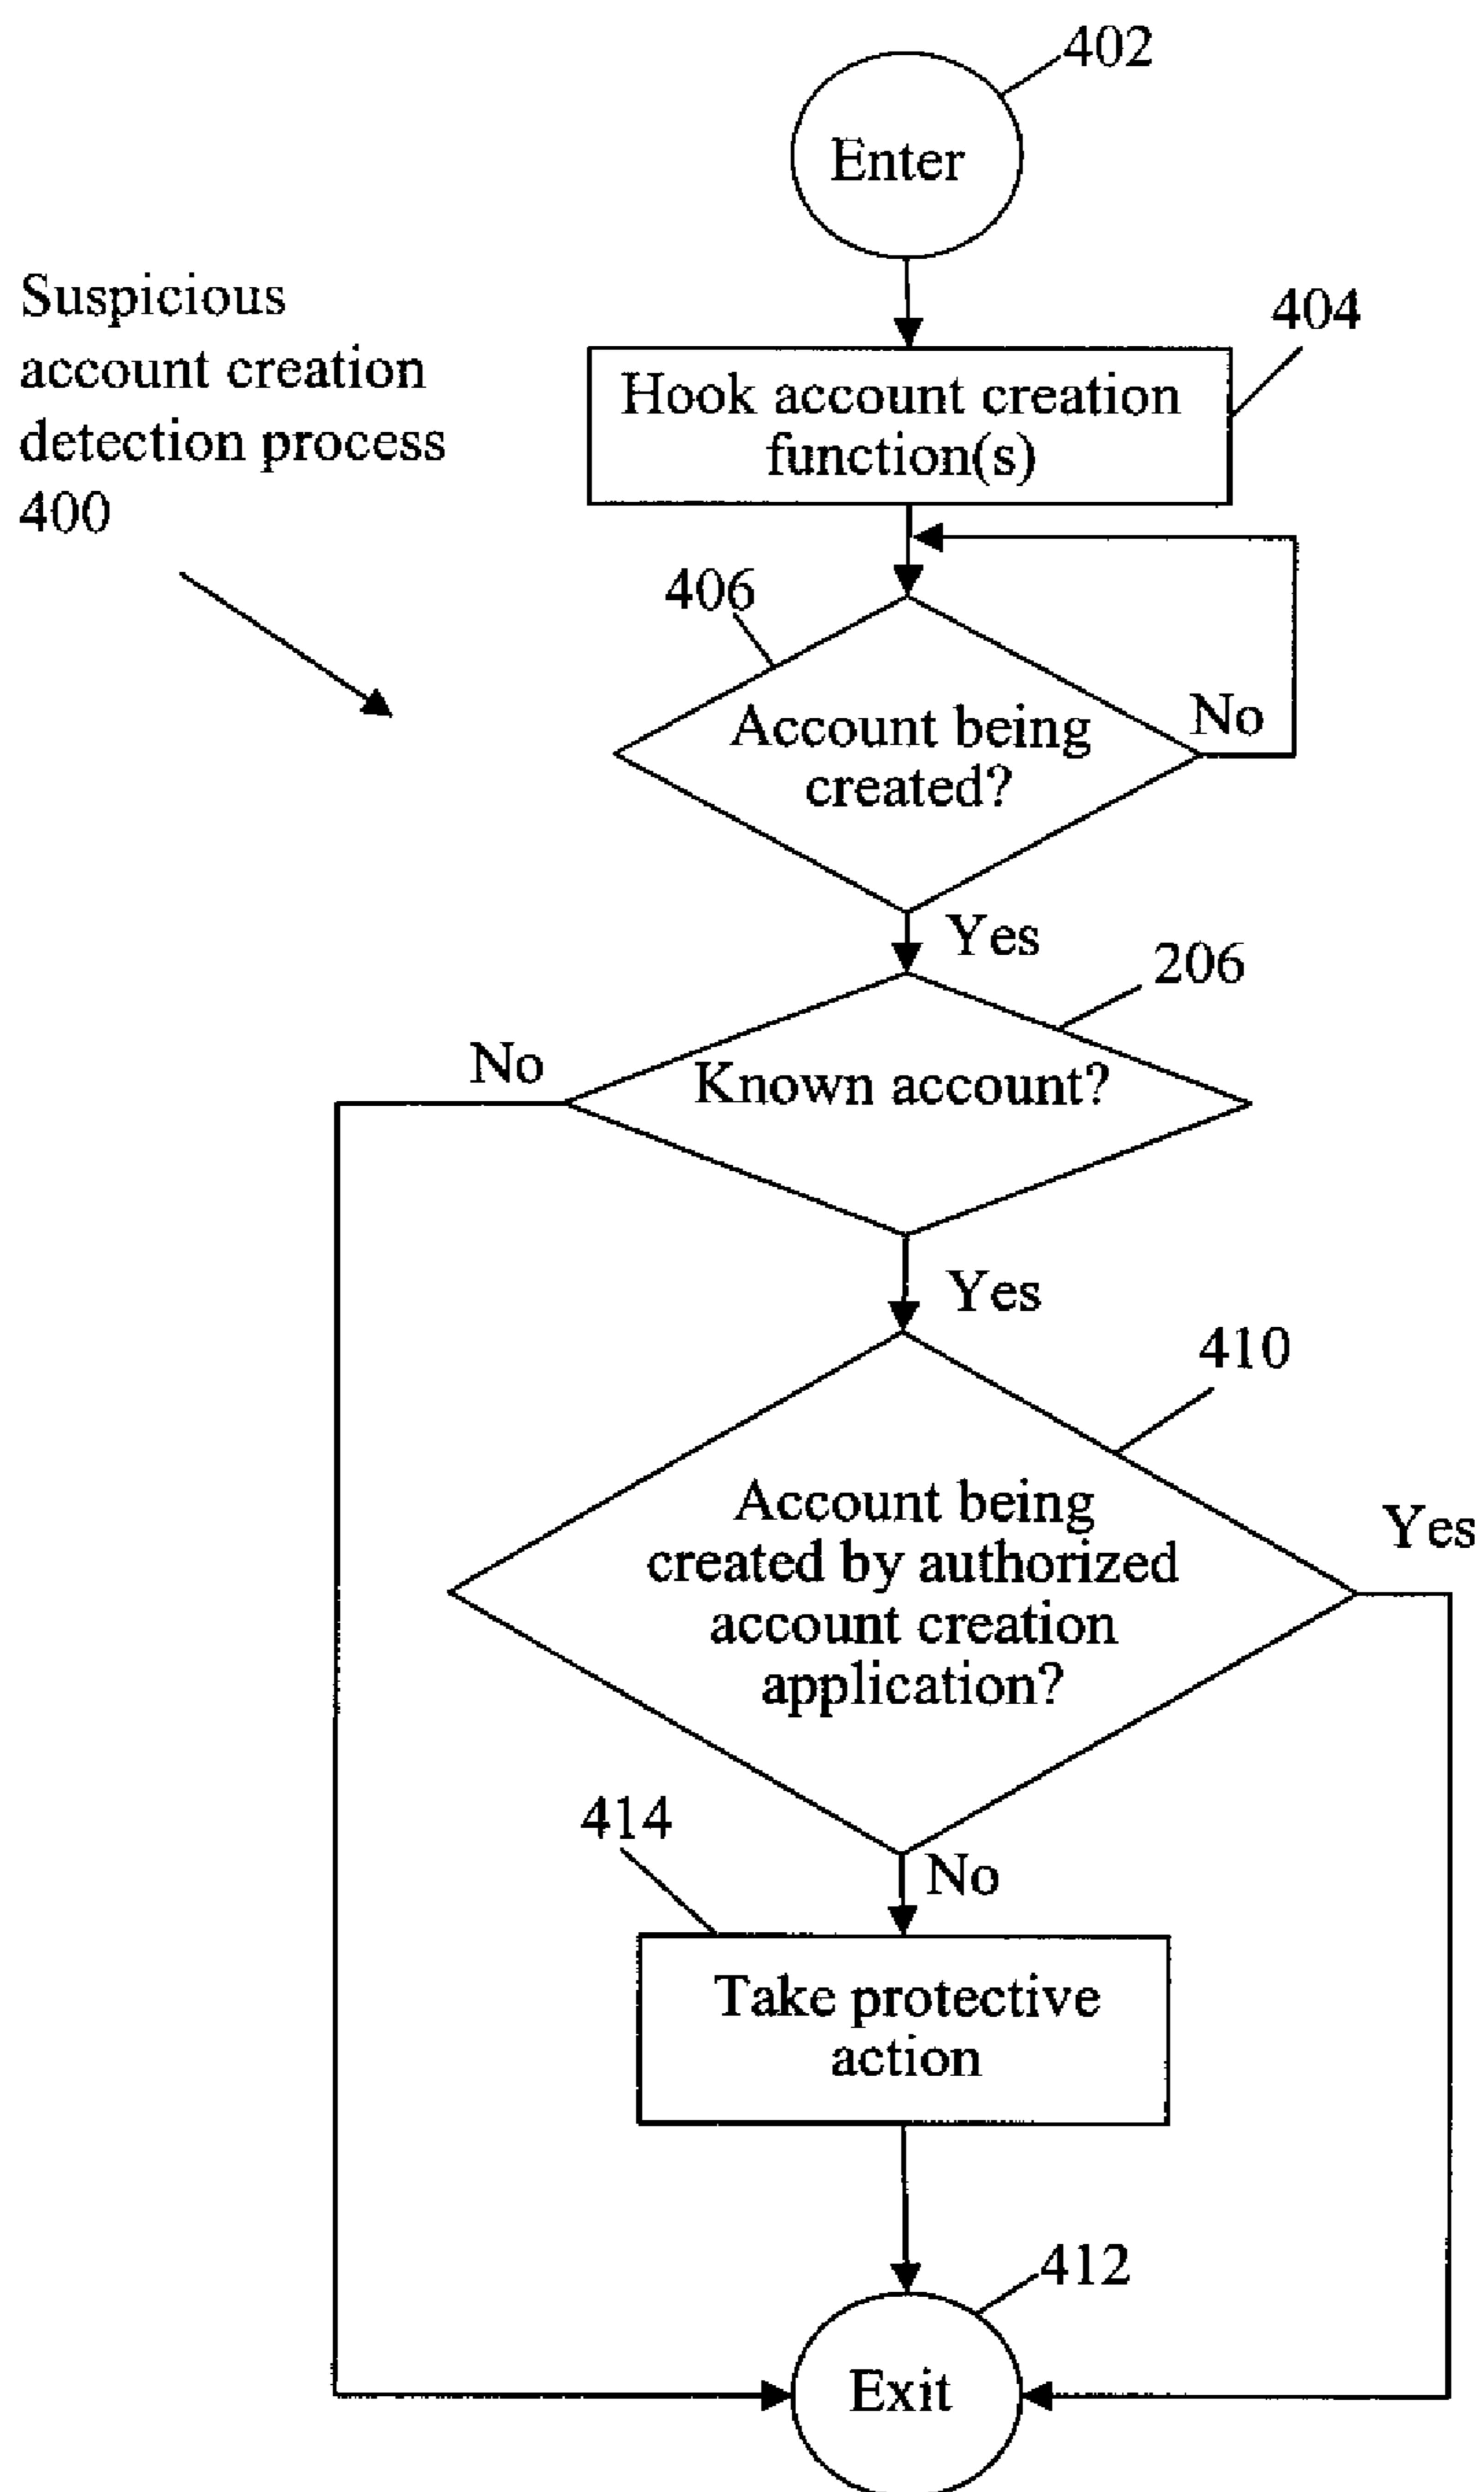 402
Enter
Suspicious
account creation
detection process
400
404
Hook account creation
function(s)
406
Account being
created?
No
Yes
206
No
Known account?
Yes
410
Account being
created by authorized
account creation
application?
Yes
414
No
Take protective
action
412
Exit